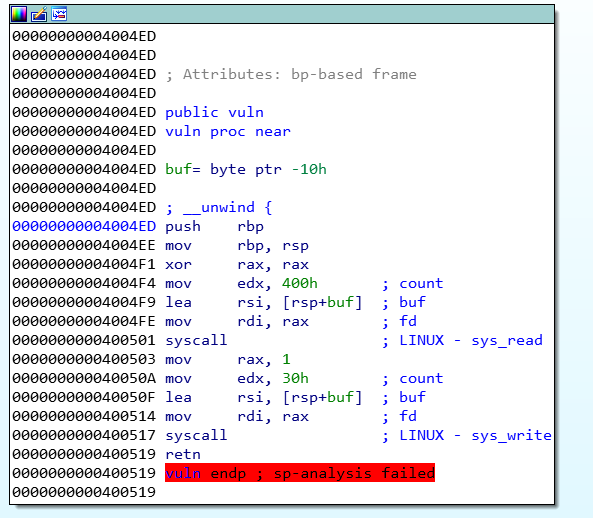 00000000004004ED
00000000004004ED
00000000004004ED ; Attributes: bp-based frame
00000000004004ED
00000000004004ED public vuln
00000000004004ED vuln proc near
00000000004004ED
00000000004004ED buf= byte ptr -10h
00000000004004ED
00000000004004ED ; __unwind {
00000000004004ED push    rbp
00000000004004EE mov     rbp, rsp
00000000004004F1 xor     rax, rax
00000000004004F4 mov     edx, 400h       ; count
00000000004004F9 lea     rsi, [rsp+buf]  ; buf
00000000004004FE mov     rdi, rax        ; fd
0000000000400501 syscall                 ; LINUX - sys_read
0000000000400503 mov     rax, 1
000000000040050A mov     edx, 30h        ; count
000000000040050F lea     rsi, [rsp+buf]  ; buf
0000000000400514 mov     rdi, rax        ; fd
0000000000400517 syscall                 ; LINUX - sys_write
0000000000400519 retn
0000000000400519 vuln endp ; sp-analysis failed
0000000000400519